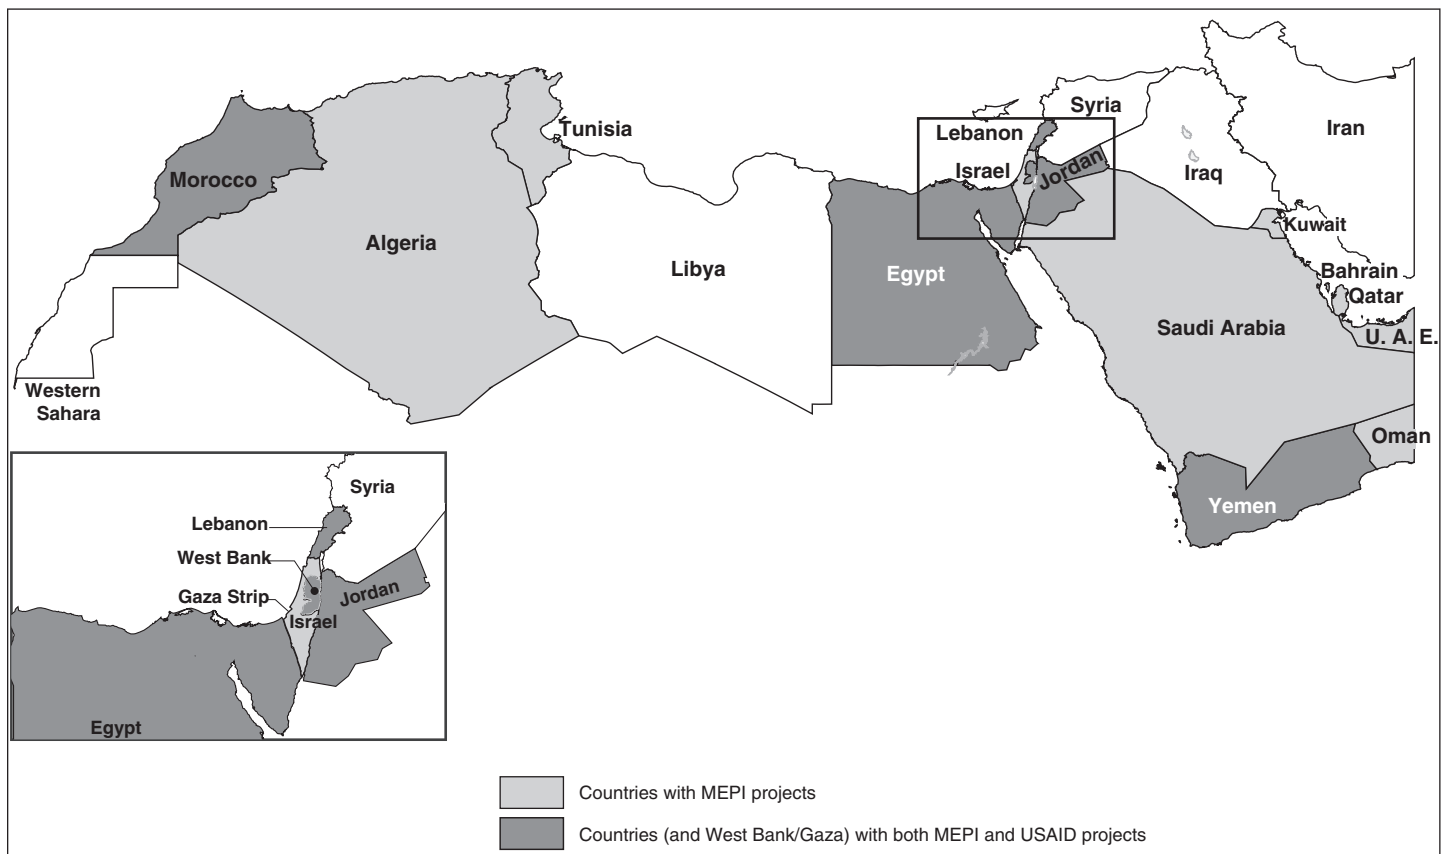 Syria
Lebanon
Iran
Tunisia
Israel
Jordan
Iraq
Morocco
Kuwait
Algeria
Libya
Egypt
Bahrain
Qatar
Saudi Arabia
U. A. E.
Western
Sahara
Oman
Yemen
Syria
Lebanon
West Bank
Jordan
Gaza Strip
Israel
Egypt
Countries with MEPI projects
Countries (and West Bank/Gaza) with both MEPI and USAID projects